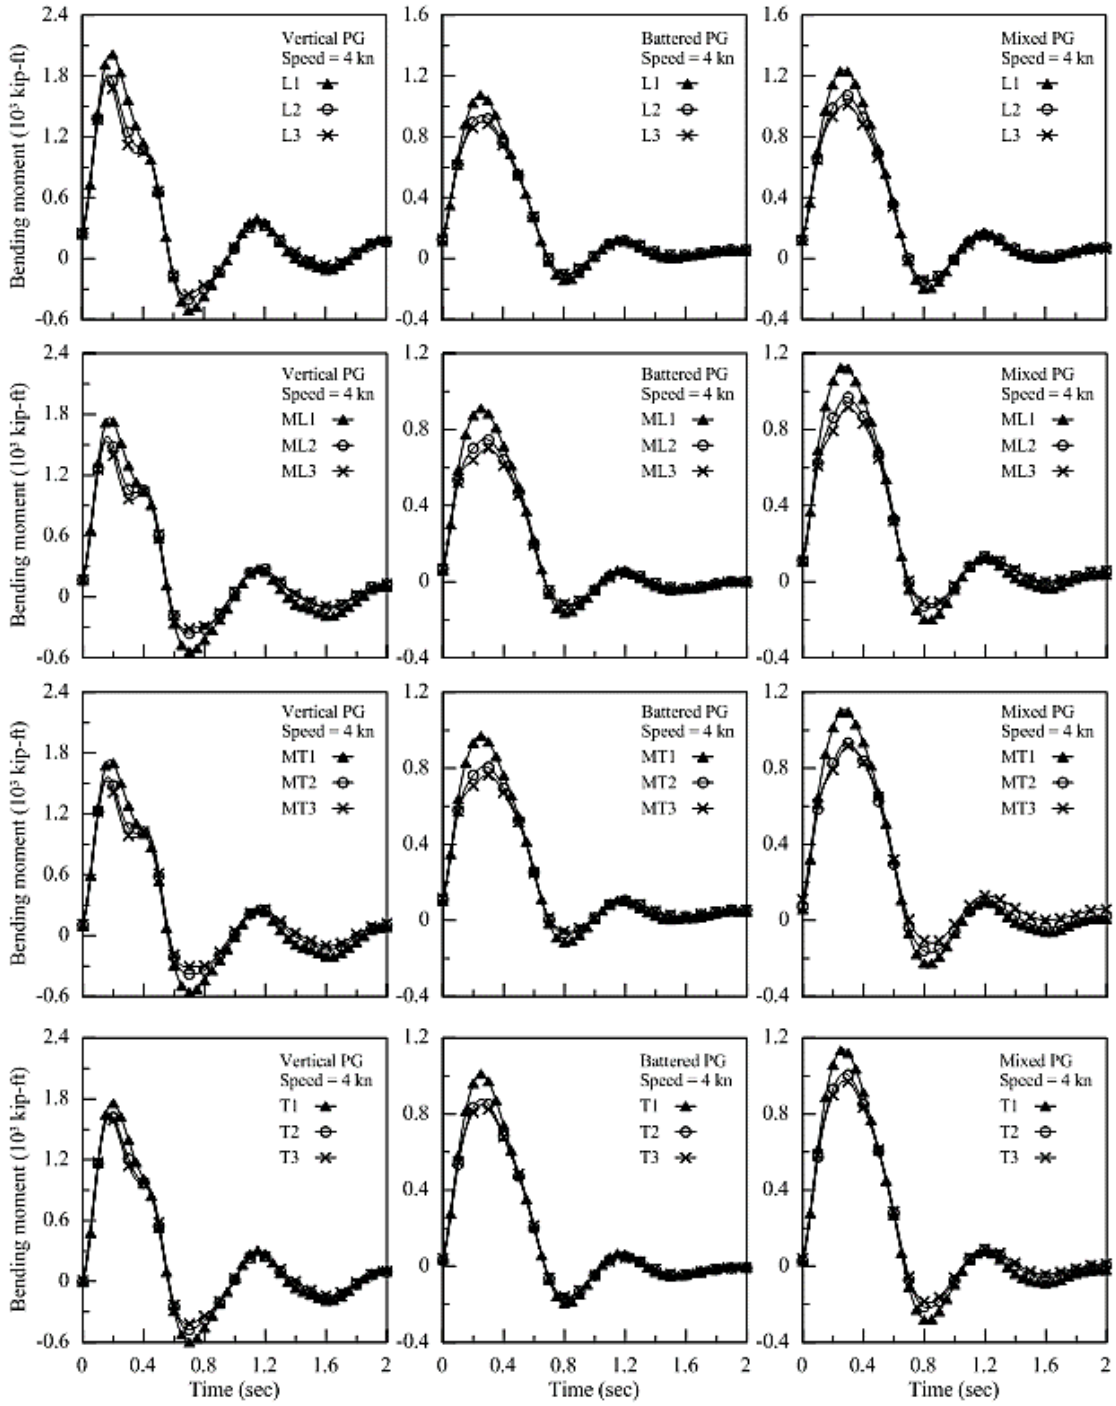 2.4
1.8
1.2
0.6
0
-0.6
Bending moment (10³ kip-ft)
Vertical PG
Speed = 4 kn
L1
L2
L3
1.6
1.2
0.8
0.4
0
-0.4
Battered PG
Speed = 4 kn
L1
L2
L3
1.6
1.2
0.8
0.4
0
-0.4
Mixed PG
Speed = 4 kn
L1
L2
L3
2.4
1.8
1.2
0.6
0
-0.6
Bending moment (10³ kip-ft)
Vertical PG
Speed = 4 kn
ML1
ML2
ML3
1.2
0.8
0.4
0
-0.4
Battered PG
Speed = 4 kn
ML1
ML2
ML3
1.2
0.8
0.4
0
-0.4
Mixed PG
Speed = 4 kn
ML1
ML2
ML3
2.4
1.8
1.2
0.6
0
-0.6
Bending moment (10³ kip-ft)
Vertical PG
Speed = 4 kn
MT1
MT2
MT3
1.2
0.8
0.4
0
-0.4
Battered PG
Speed = 4 kn
MT1
MT2
MT3
1.2
0.8
0.4
0
-0.4
Mixed PG
Speed = 4 kn
MT1
MT2
MT3
2.4
1.8
1.2
0.6
0
-0.6
Bending moment (10³ kip-ft)
Vertical PG
Speed = 4 kn
T1
T2
T3
0 0.4 0.8 1.2 1.6 2
Time (sec)
1.2
0.8
0.4
0
-0.4
Battered PG
Speed = 4 kn
T1
T2
T3
0 0.4 0.8 1.2 1.6 2
Time (sec)
1.2
0.8
0.4
0
-0.4
Mixed PG
Speed = 4 kn
T1
T2
T3
0 0.4 0.8 1.2 1.6 2
Time (sec)